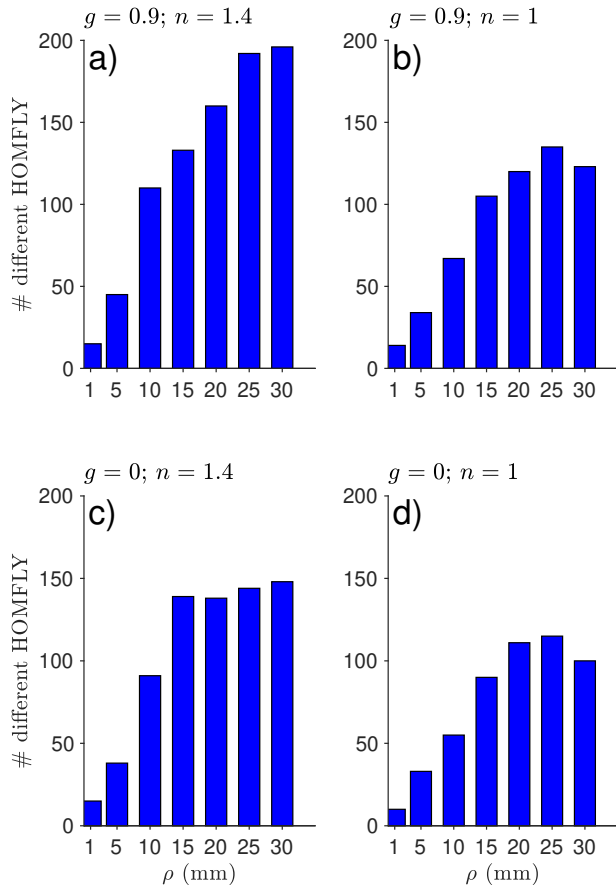 g = 0.9; n = 1.4
a)
# different HOMFLY
200
150
100
50
0
1 5 10 15 20 25 30
g = 0.9; n = 1
b)
200
150
100
50
0
1 5 10 15 20 25 30
g = 0; n = 1.4
c)
# different HOMFLY
200
150
100
50
0
1 5 10 15 20 25 30
ρ (mm)
g = 0; n = 1
d)
200
150
100
50
0
1 5 10 15 20 25 30
ρ (mm)